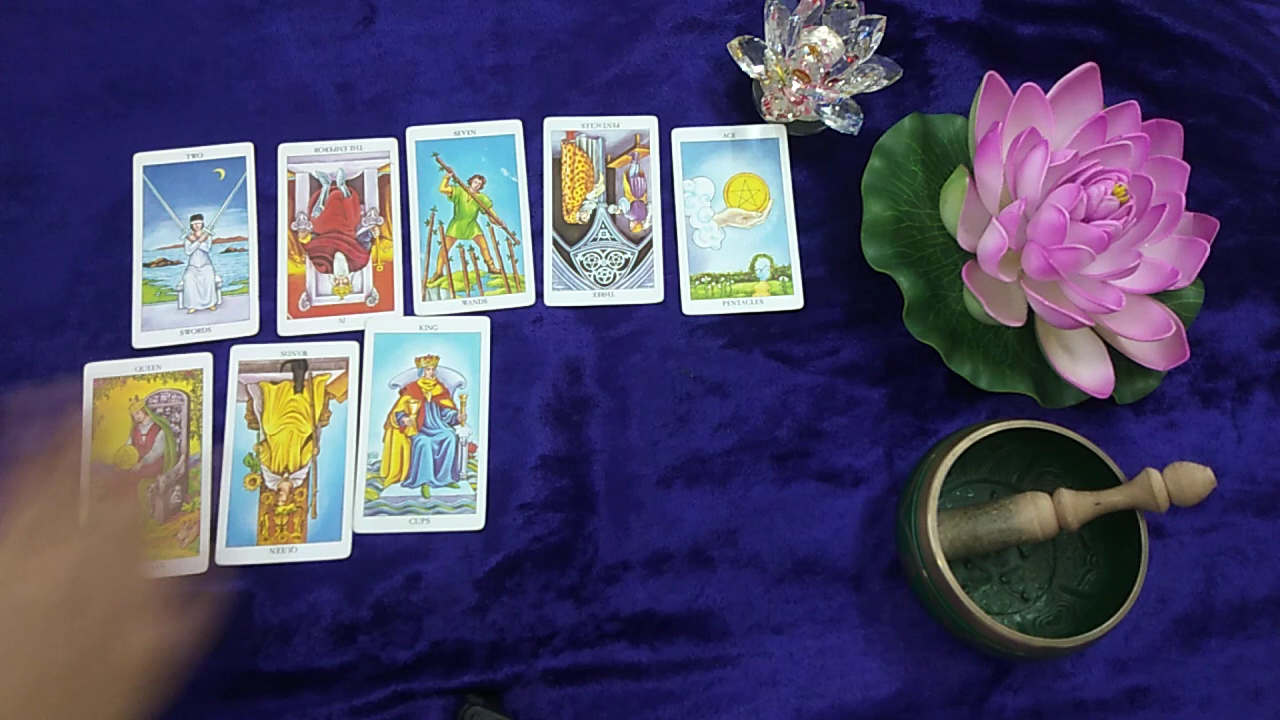 TWO
SWORDS
THE EMPEROR
IV
SEVEN
WANDS
PENTACLES
THREE
ACE
PENTACLES
QUEEN
WANDS
QUEEN
KING
CUPS